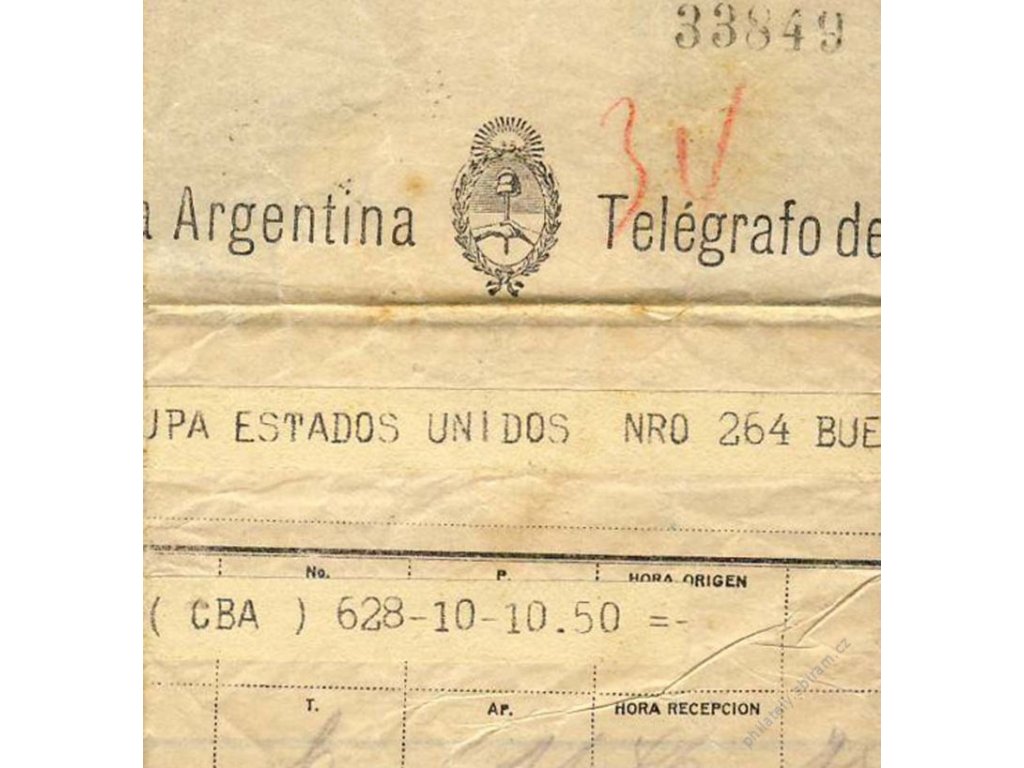 33849
30
a Argentina Telégrafo de
UPA ESTADOS UNIDOS NRO 264 BUE
No. P. HORA ORIGEN
( CBA ) 628-10-10.50 =-
T. AP. HORA RECEPCION
philately.abram.cz